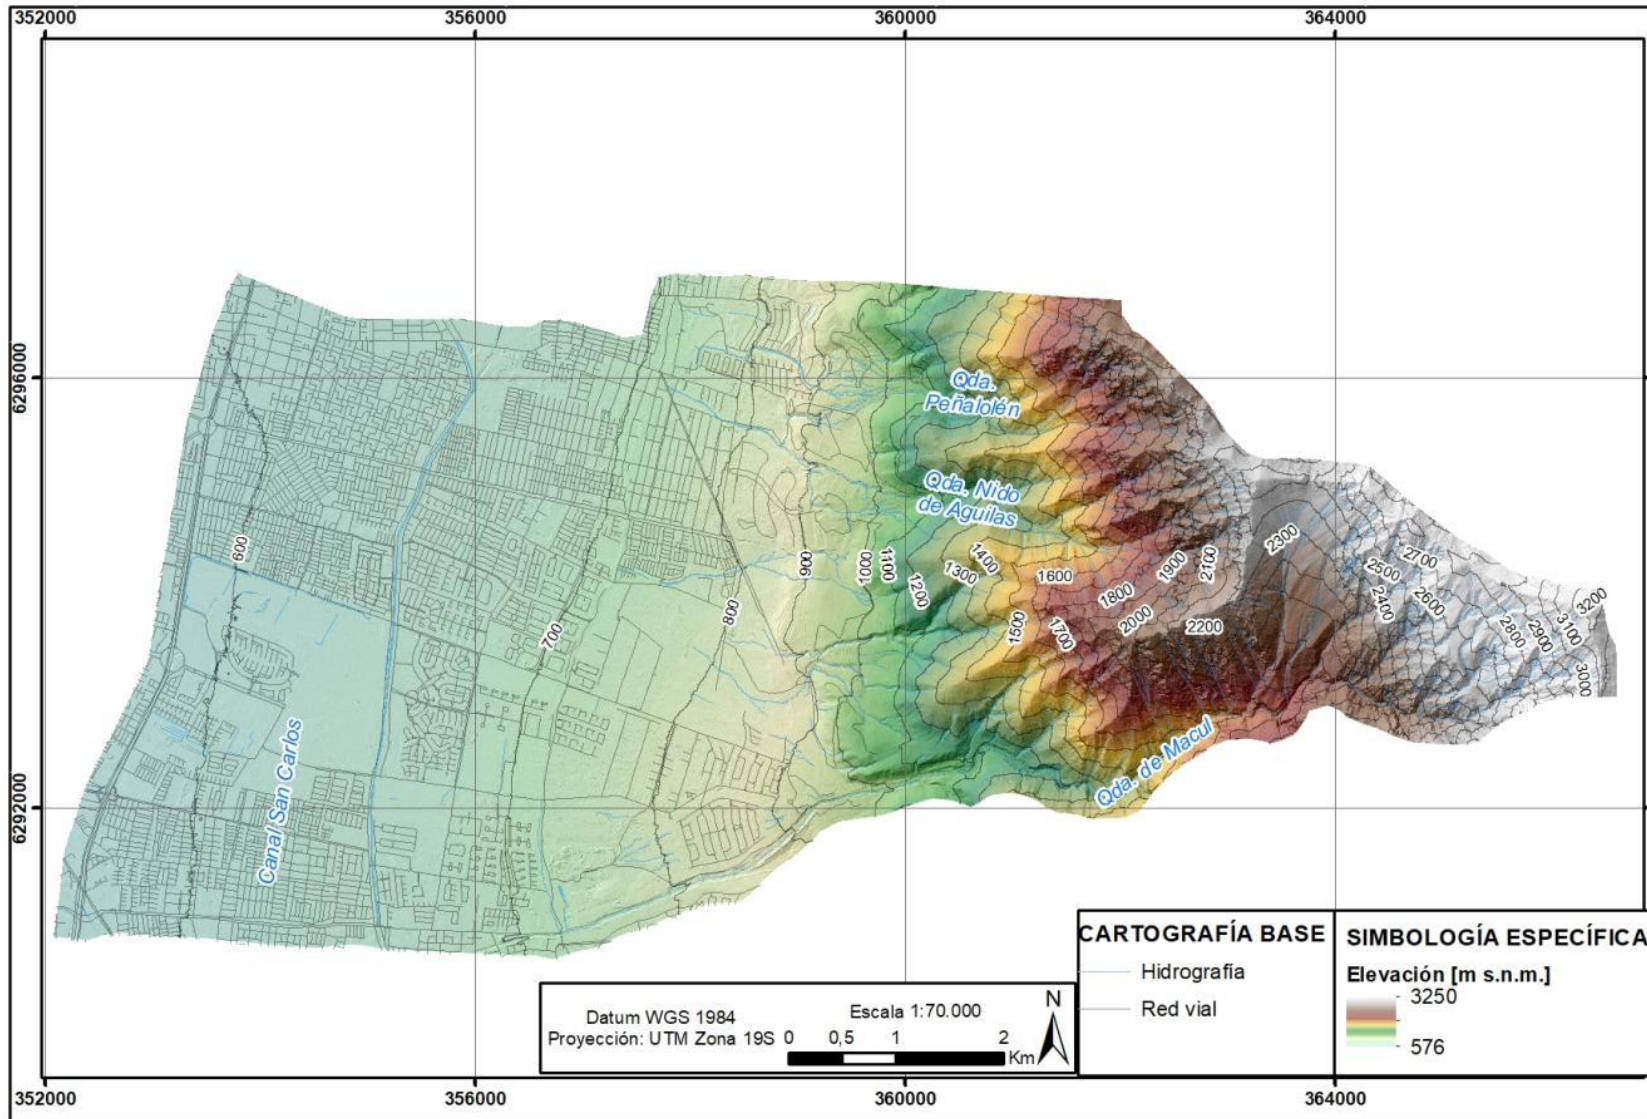 352000
356000
360000
364000
6296000
6292000
Qda.
Peñalolén
Qda. Nido
de Aguilas
600
700
800
900
1000
1100
1200
1300
1400
1500
1600
1700
1800
1900
2000
2100
2200
2300
2400
2500
2600
2700
2800
2900
3000
3100
3200
Qda. de Macul
Canal San Carlos
Datum WGS 1984
Proyección: UTM Zona 19S
Escala 1:70.000
0 0,5 1 2
Km
N
CARTOGRAFÍA BASE
Hidrografía
Red vial
SIMBOLOGÍA ESPECÍFICA
Elevación [m s.n.m.]
3250
576
352000
356000
360000
364000